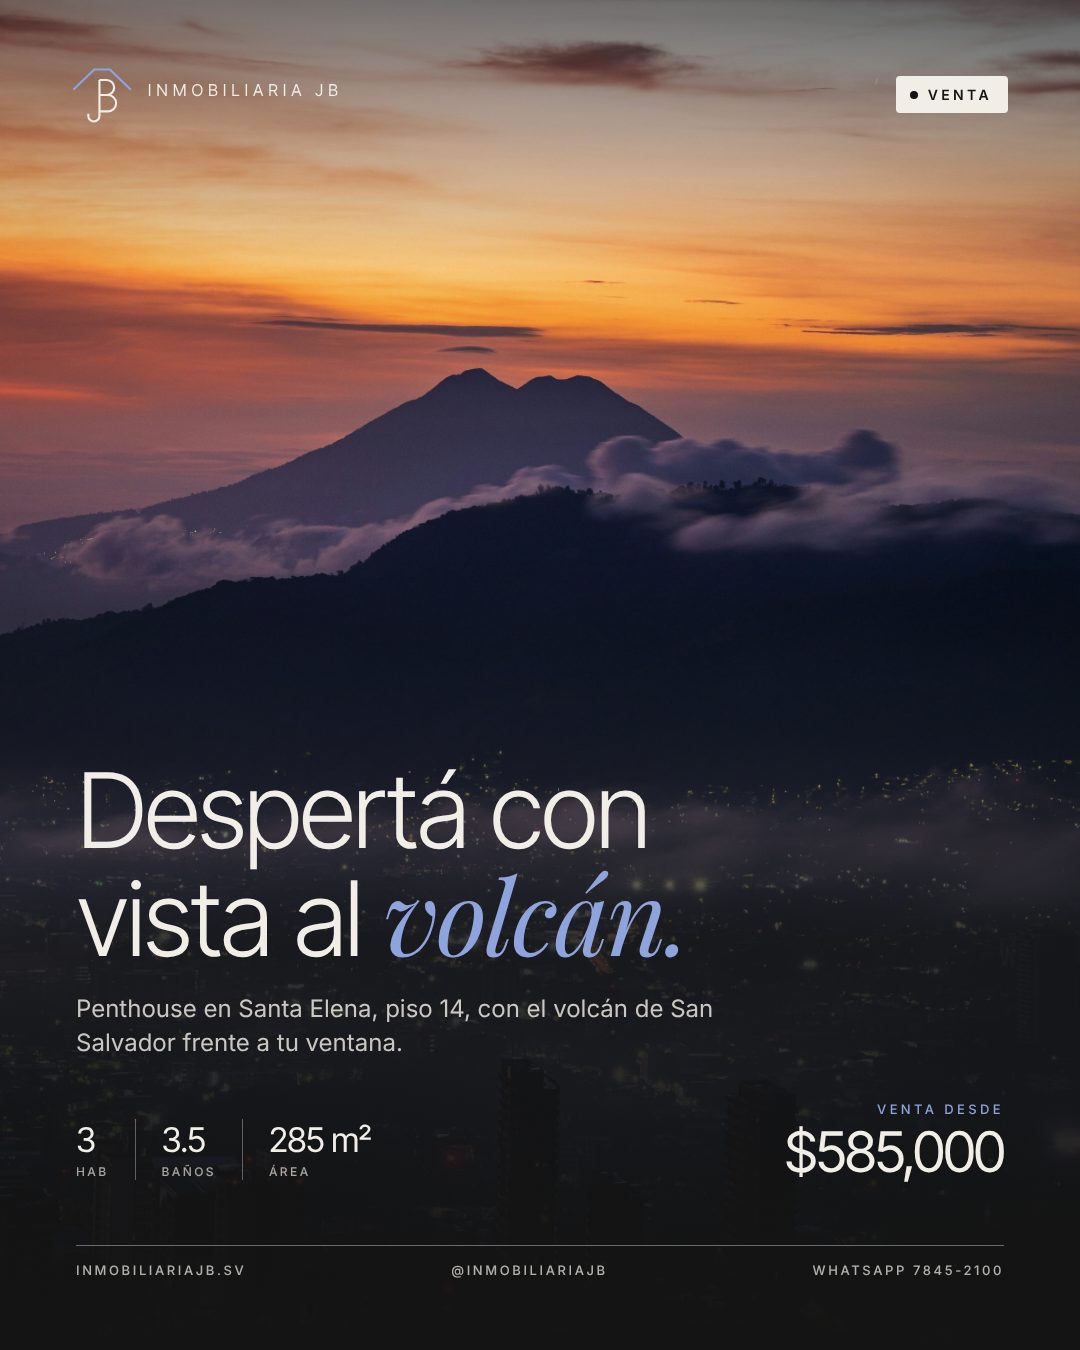 JB INMOBILIARIA JB
VENTA
Despertá con
vista al volcán.
Penthouse en Santa Elena, piso 14, con el volcán de San
Salvador frente a tu ventana.
3
HAB
3.5
BAÑOS
285 m²
ÁREA
VENTA DESDE
$585,000
INMOBILIARIAJB.SV
@INMOBILIARIAJB
WHATSAPP 7845-2100